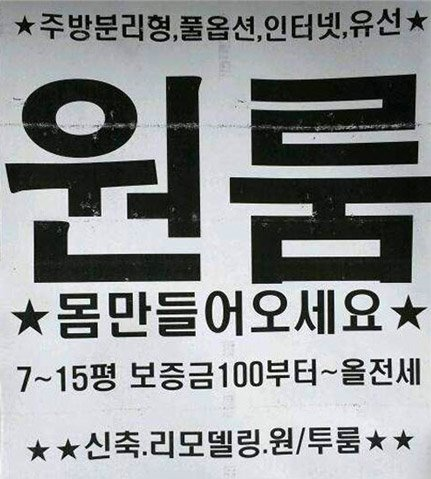 ★주방분리형,풀옵션,인터넷,유선★
원룸
★몸만들어오세요★
7~15평 보증금100부터~올전세
★★신축.리모델링.원/투룸★★